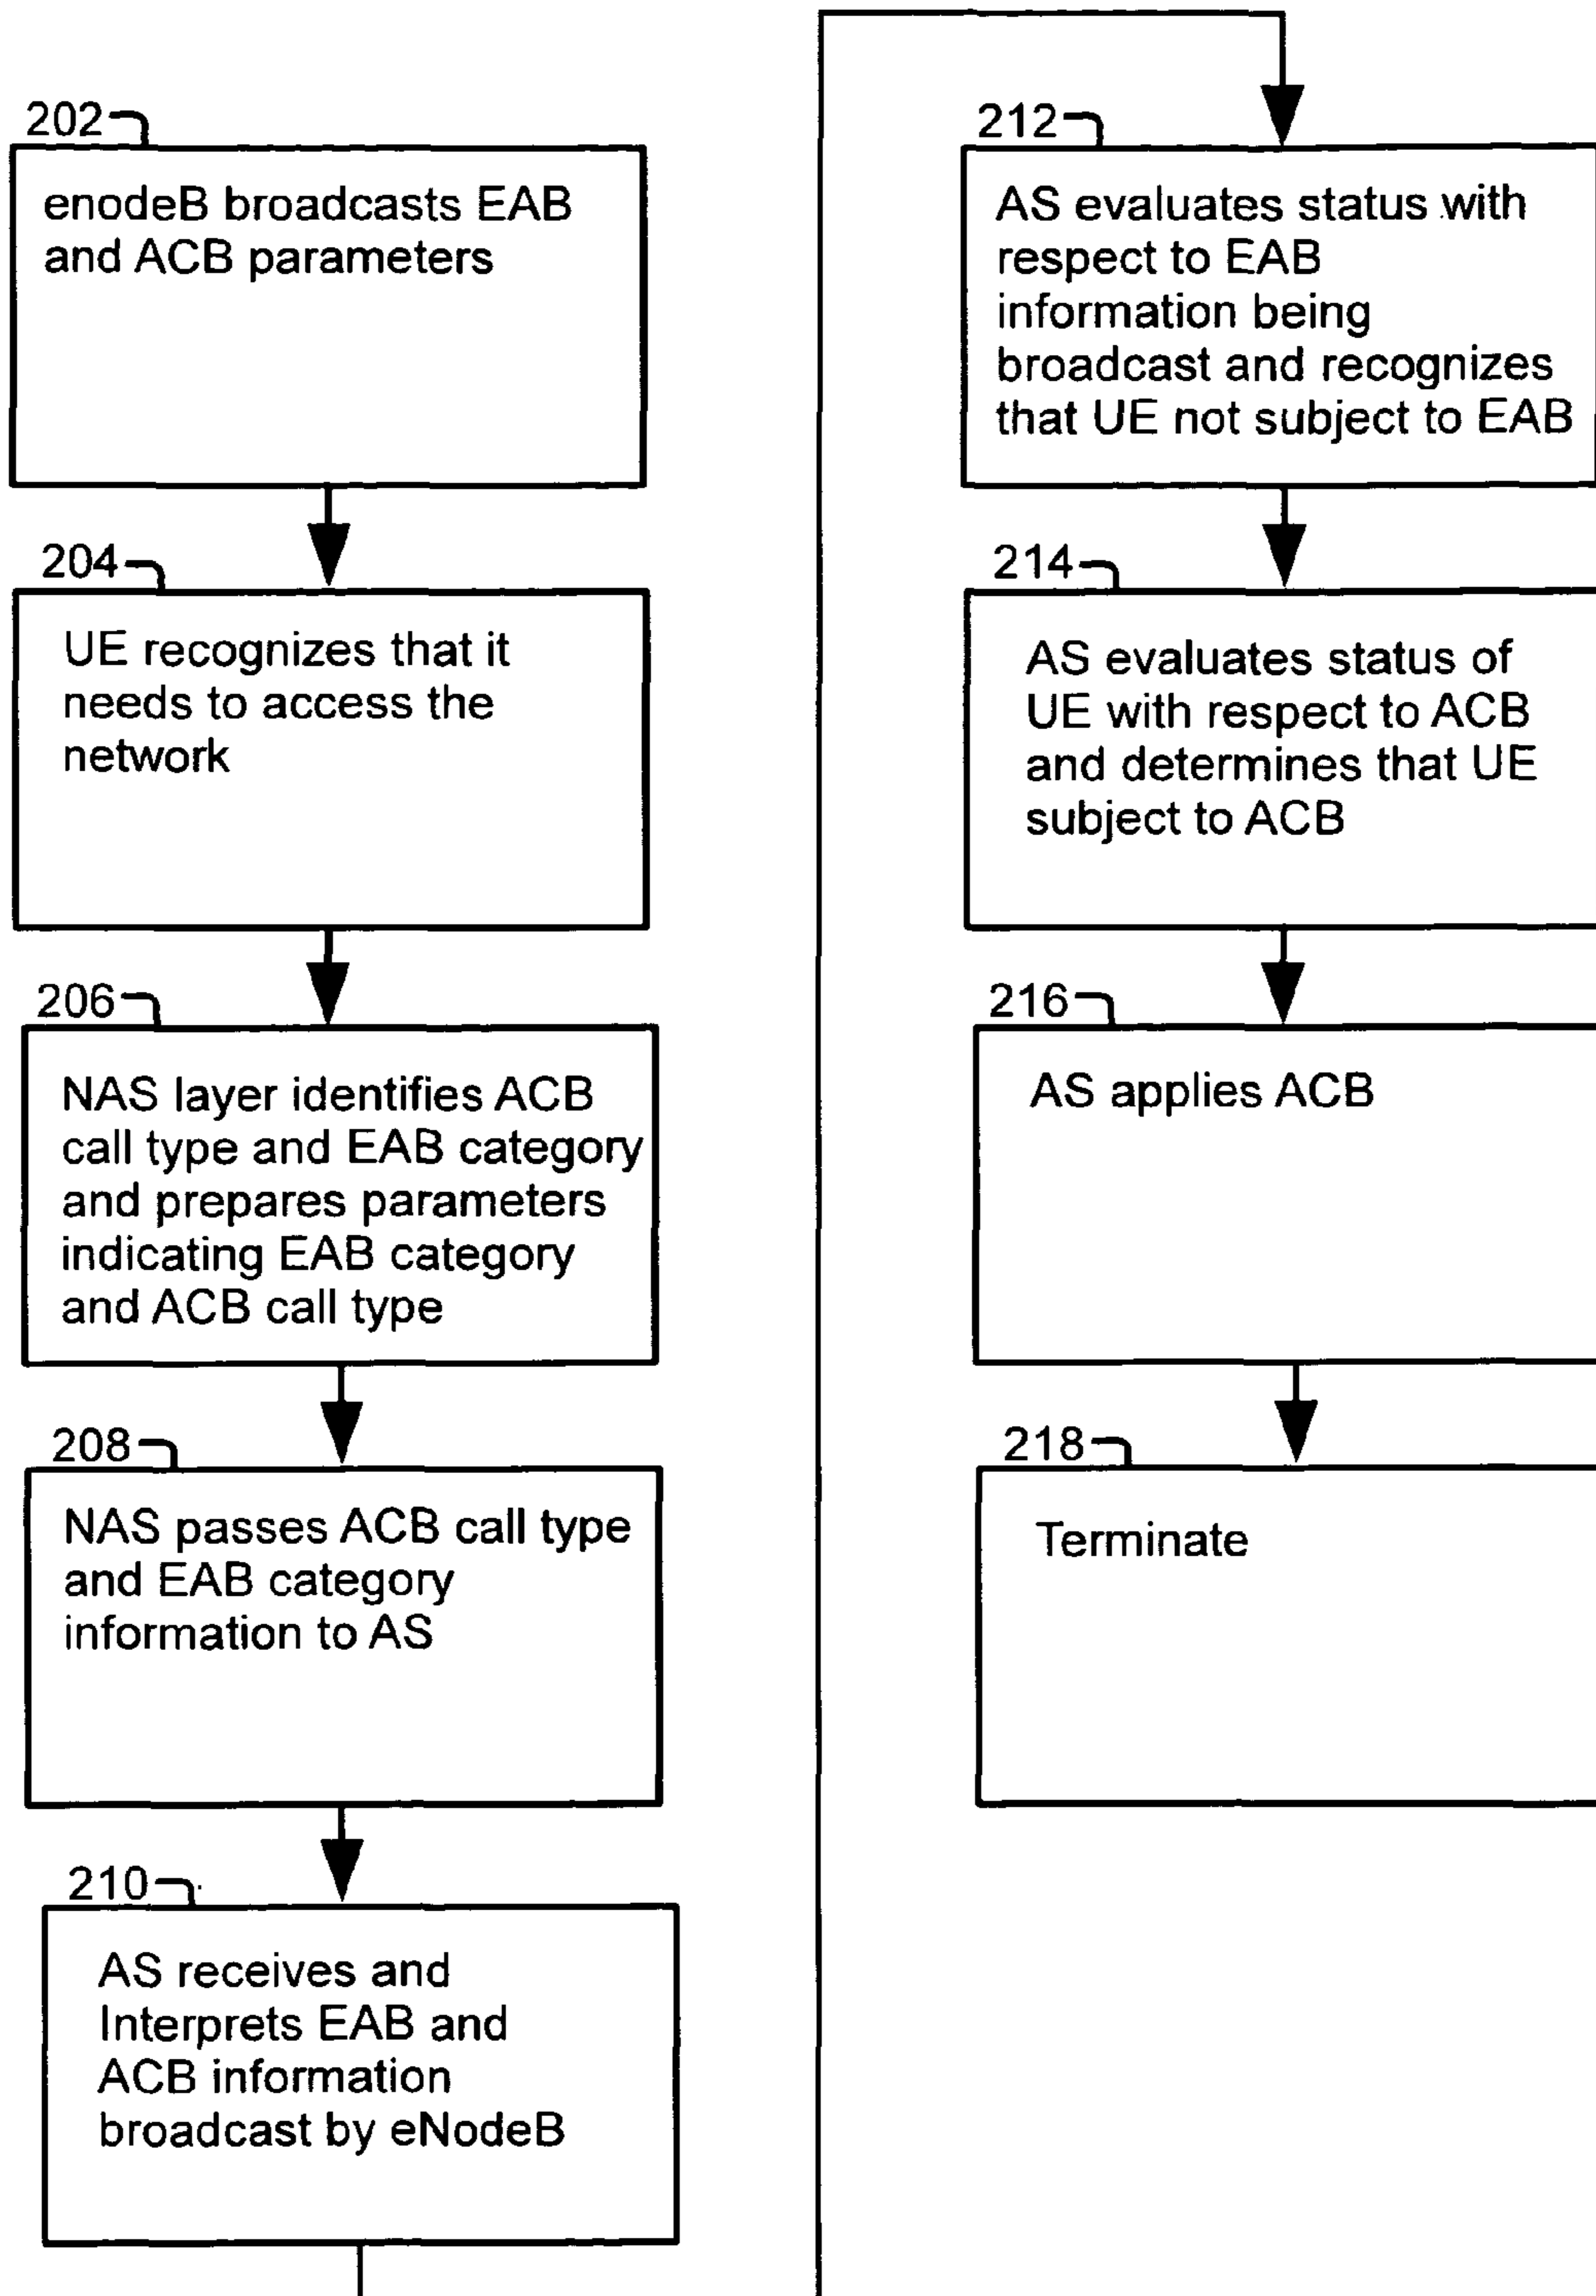 202
enodeB broadcasts EAB
and ACB parameters
204
UE recognizes that it
needs to access the
network
206
NAS layer identifies ACB
call type and EAB category
and prepares parameters
indicating EAB category
and ACB call type
208
NAS passes ACB call type
and EAB category
information to AS
210
AS receives and
Interprets EAB and
ACB information
broadcast by eNodeB
212
AS evaluates status with
respect to EAB
information being
broadcast and recognizes
that UE not subject to EAB
214
AS evaluates status of
UE with respect to ACB
and determines that UE
subject to ACB
216
AS applies ACB
218
Terminate